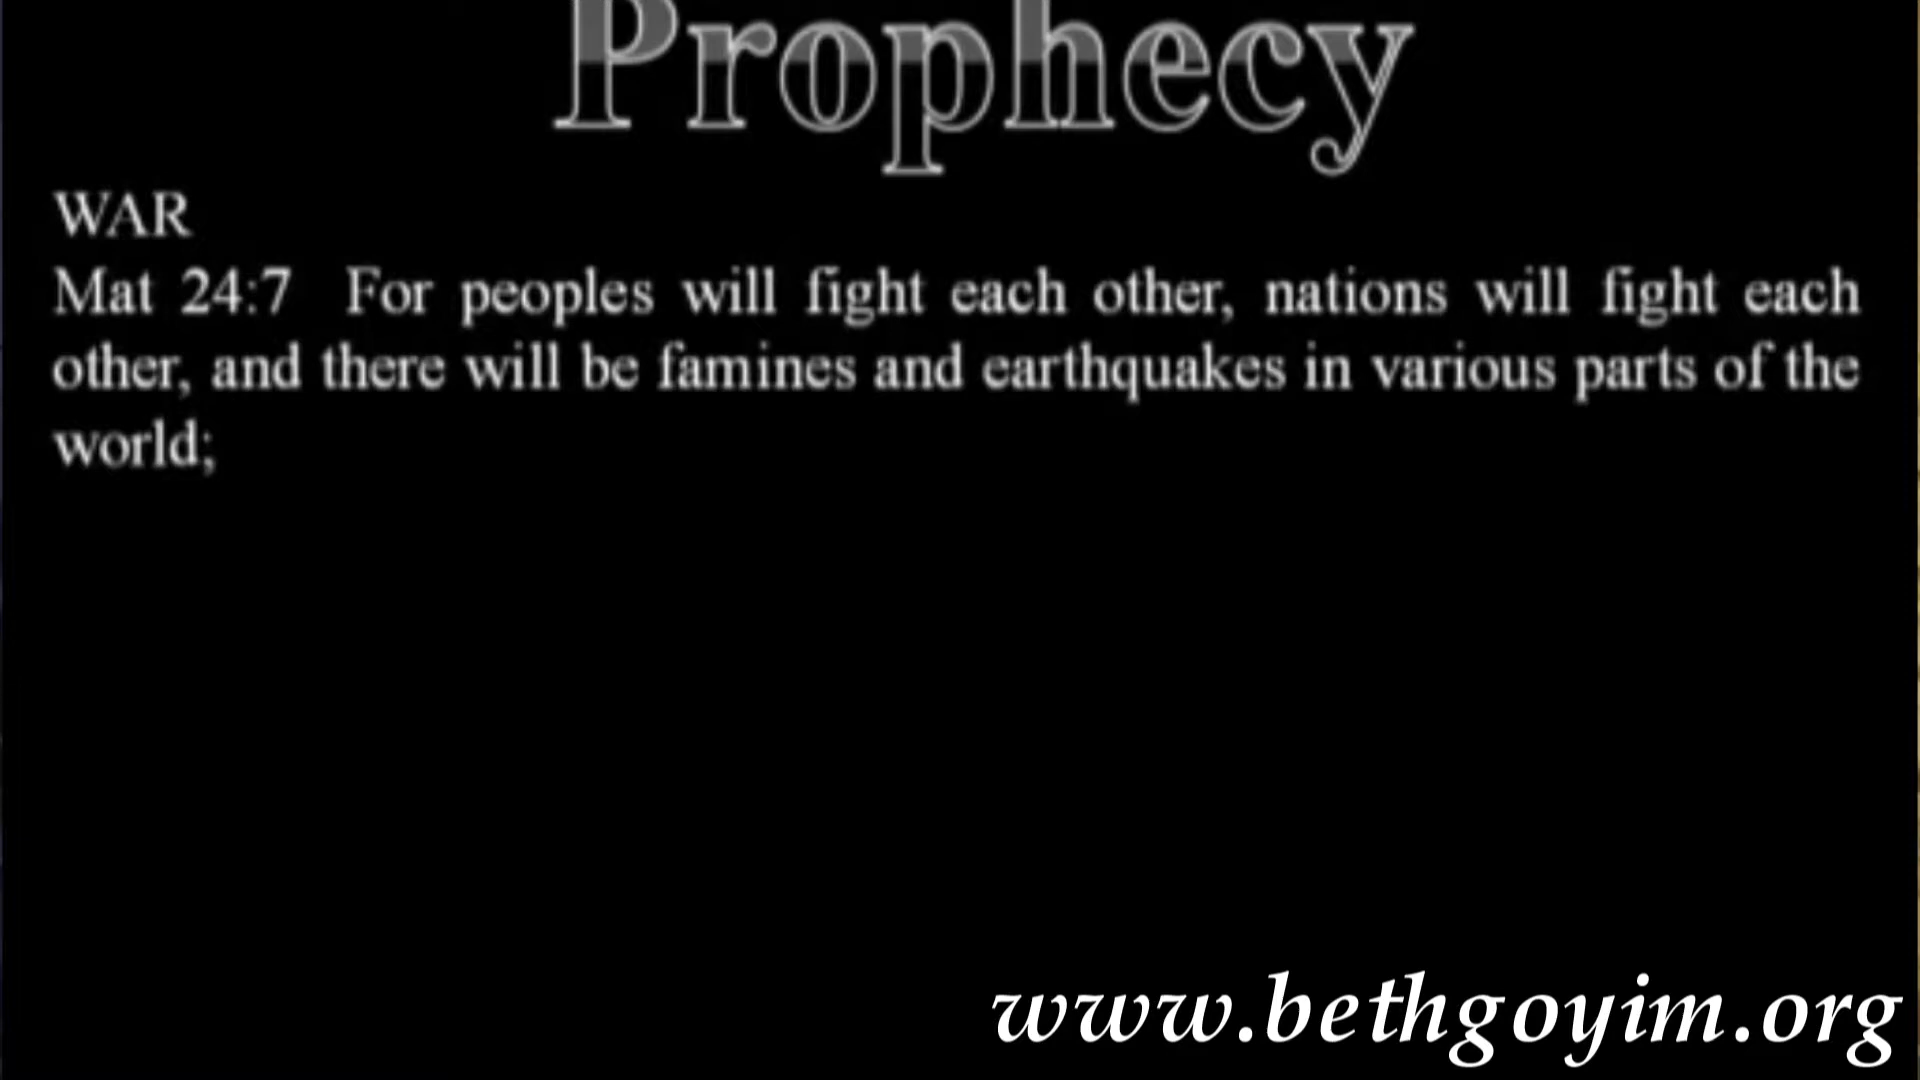 Prophecy
WAR
Mat 24:7 For peoples will fight each other, nations will fight each
other, and there will be famines and earthquakes in various parts of the
world;
www.bethgoyim.org